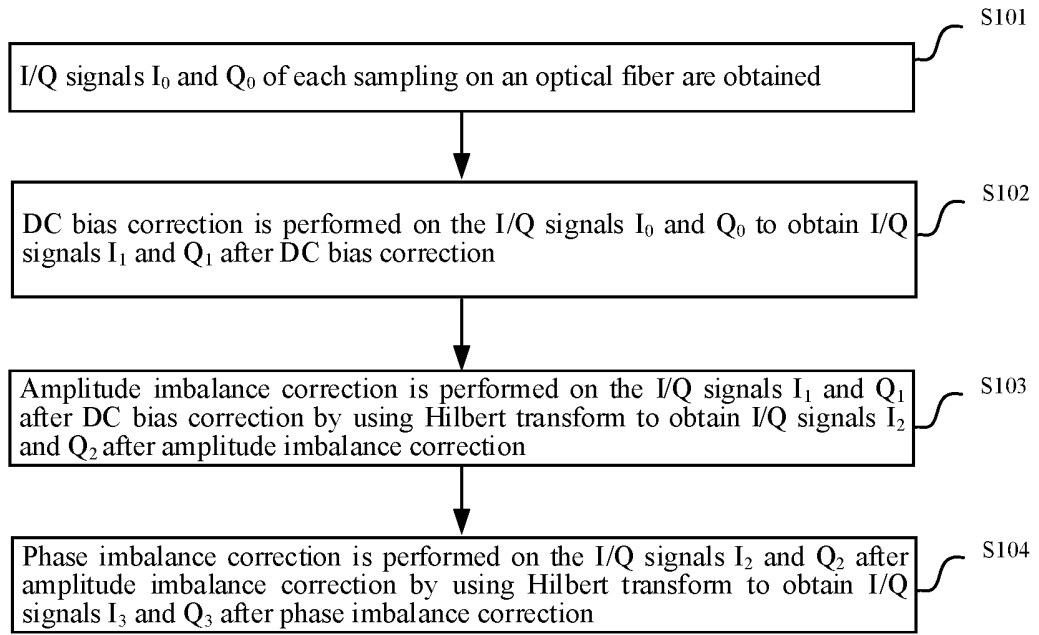 S101
I/Q signals I₀ and Q₀ of each sampling on an optical fiber are obtained
S102
DC bias correction is performed on the I/Q signals I₀ and Q₀ to obtain I/Q
signals I₁ and Q₁ after DC bias correction
S103
Amplitude imbalance correction is performed on the I/Q signals I₁ and Q₁
after DC bias correction by using Hilbert transform to obtain I/Q signals I₂
and Q₂ after amplitude imbalance correction
S104
Phase imbalance correction is performed on the I/Q signals I₂ and Q₂ after
amplitude imbalance correction by using Hilbert transform to obtain I/Q
signals I₃ and Q₃ after phase imbalance correction